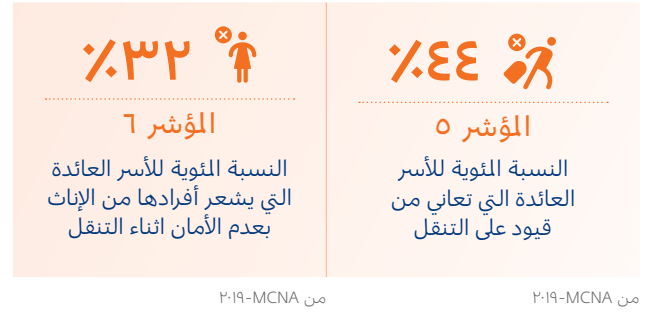 ٤٤٪
المؤشر ٥
النسبة المئوية للأسر
العائدة التي تعاني من
قيود على التنقل
من MCNA-٢٠١٩
٣٢٪
المؤشر ٦
النسبة المئوية للأسر العائدة
التي يشعر أفرادها من الإناث
بعدم الأمان اثناء التنقل
من MCNA-٢٠١٩